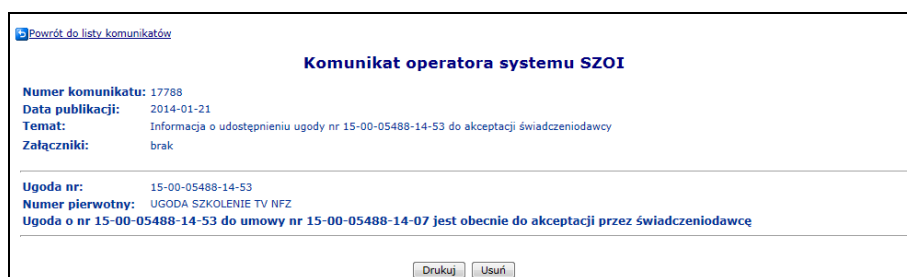 Powrót do listy komunikatów
Komunikat operatora systemu SZOI
Numer komunikatu: 17788
Data publikacji: 2014-01-21
Temat: Informacja o udostępnieniu ugody nr 15-00-05488-14-53 do akceptacji świadczeniodawcy
Załączniki: brak
Ugoda nr: 15-00-05488-14-53
Numer pierwotny: UGODA SZKOLENIE TV NFZ
Ugoda o nr 15-00-05488-14-53 do umowy nr 15-00-05488-14-07 jest obecnie do akceptacji przez świadczeniodawcę
Drukuj Usuń